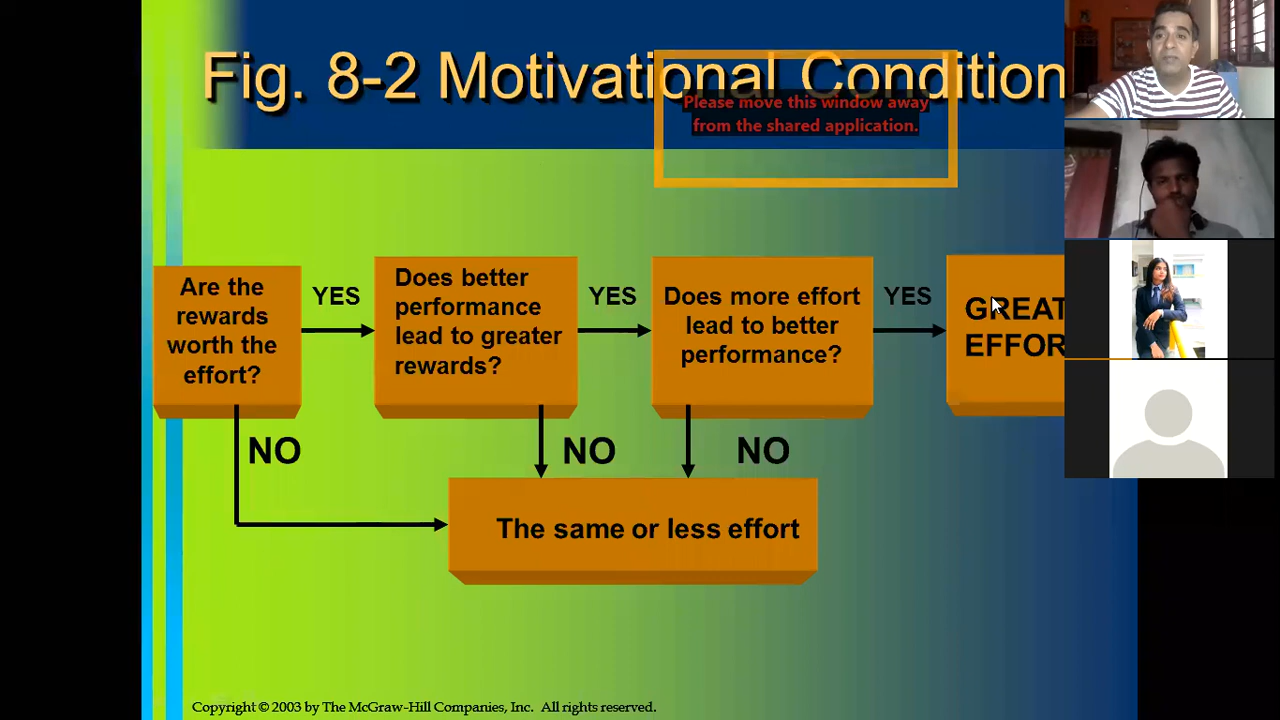 Fig. 8-2 Motivational Condition
Please move this window away
from the shared application.
Are the
rewards
worth the
effort?
YES
Does better
performance
lead to greater
rewards?
YES
Does more effort
lead to better
performance?
YES
GREAT
EFFOR
NO
NO
NO
The same or less effort
Copyright © 2003 by The McGraw-Hill Companies, Inc. All rights reserved.